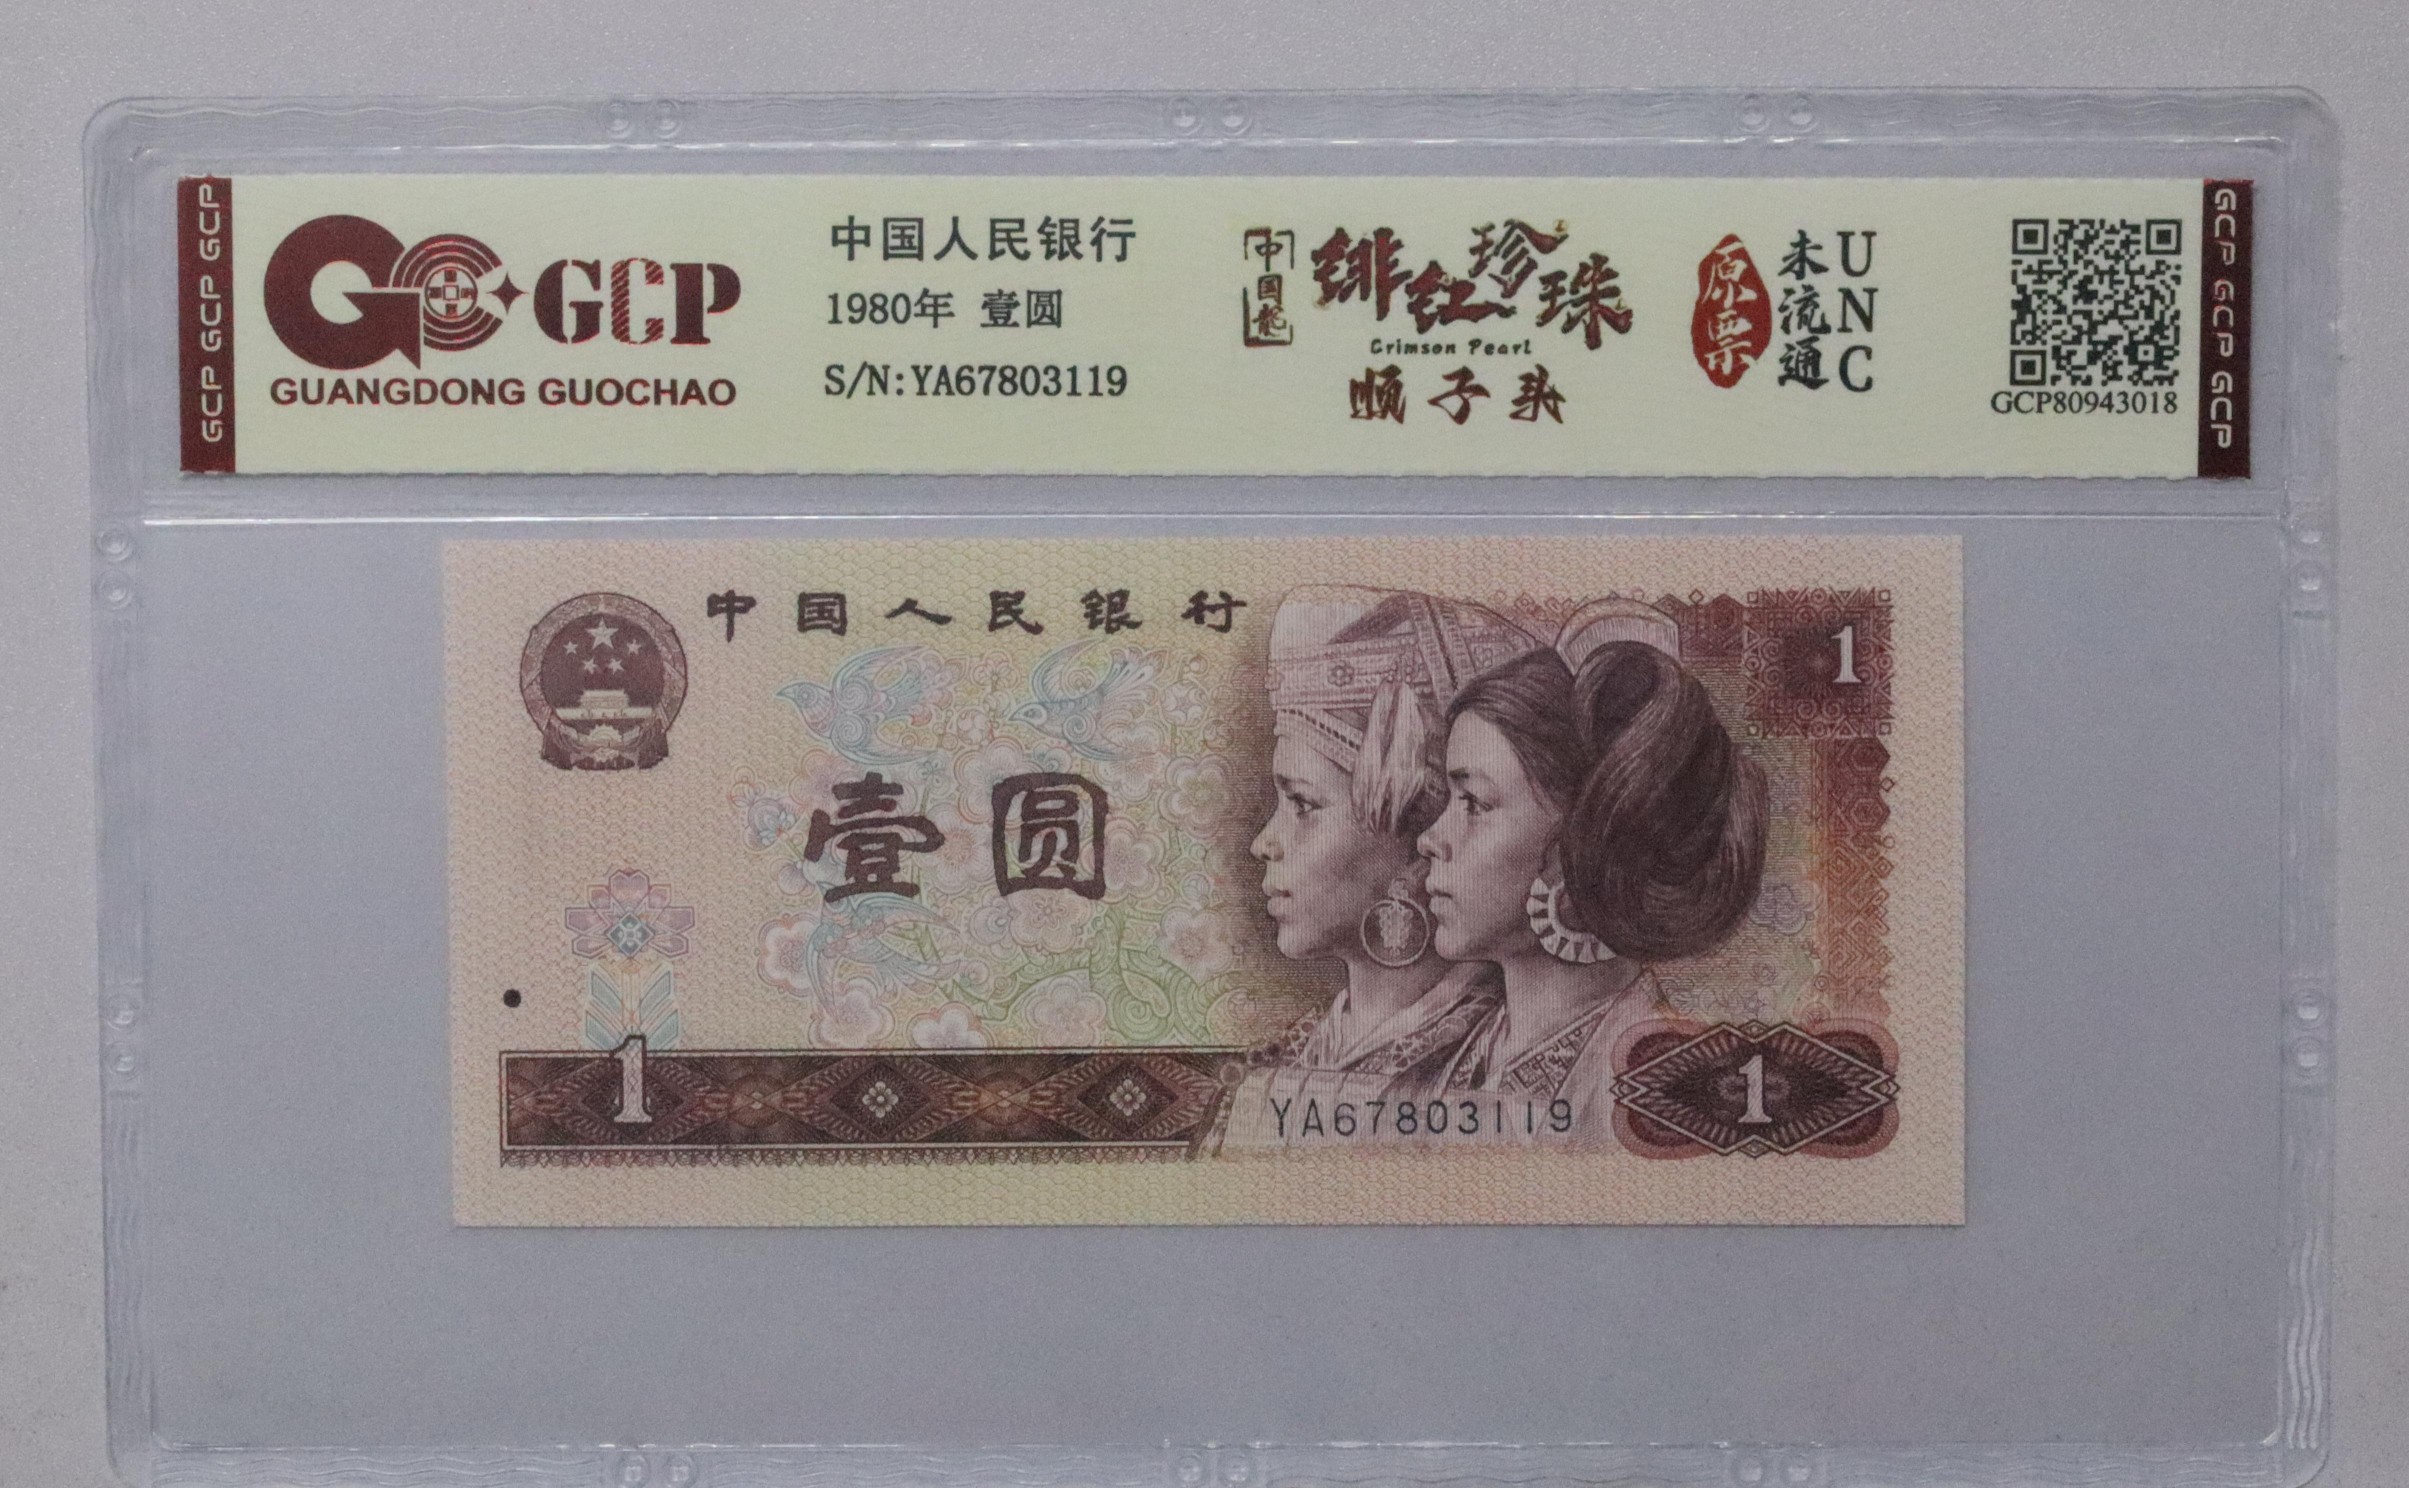 GCP GCP GCP
GCP
GUANGDONG GUOCHAO
中国人民银行
1980年 壹圆
S/N:YA67803119
中国龍
绯红珍珠
Crimson Pearl
顺子头
原票
未流通
UNC
GCP80943018
GCP GCP GCP
中国人民银行
1
壹圆
1
YA67803119
1